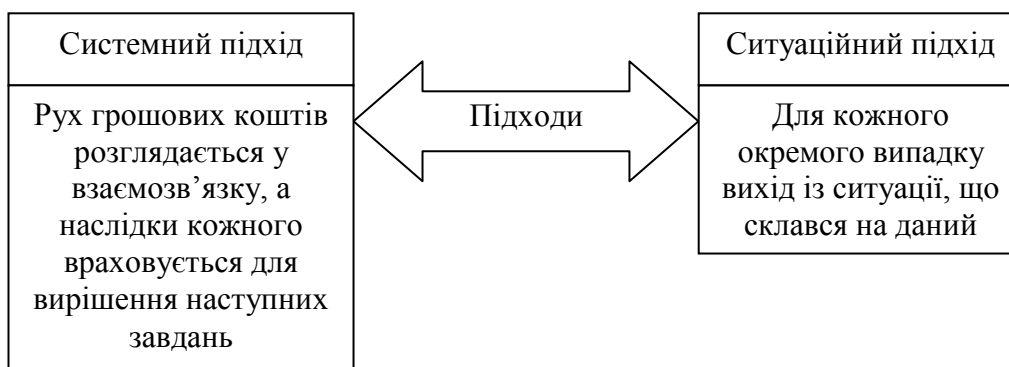 Системний підхід
Рух грошових коштів
розглядається у
взаємозв’язку, а
наслідки кожного
враховується для
вирішення наступних
завдань
Підходи
Ситуаційний підхід
Для кожного
окремого випадку
вихід із ситуації, що
склався на даний